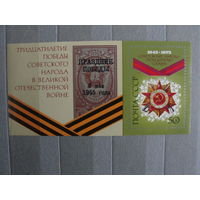 ТРИДЦАТИЛЕТИЕ
ПОБЕДЫ
СОВЕТСКОГО
НАРОДА
В ВЕЛИКОЙ
ОТЕЧЕСТВЕННОЙ
ВОЙНЕ
ПРАЗДНИК
ПОБЕДЫ
9 мая
1945 года
1945-1975
ПОЧТА СССР
50